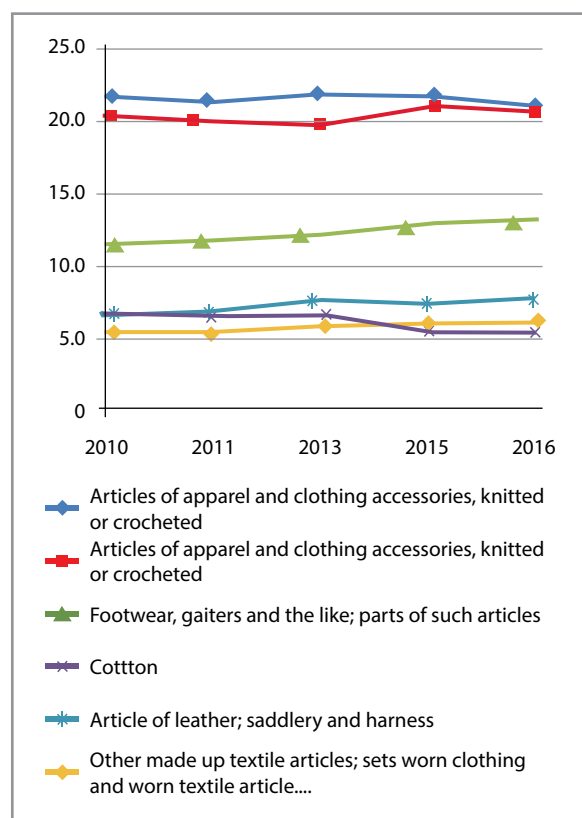 25.0
20.0
15.0
10.0
5.0
0
2010 2011 2013 2015 2016
Articles of apparel and clothing accessories, knitted
or crocheted
Articles of apparel and clothing accessories, knitted
or crocheted
Footwear, gaiters and the like; parts of such articles
Cottton
Article of leather; saddlery and harness
Other made up textile articles; sets worn clothing
and worn textile article....